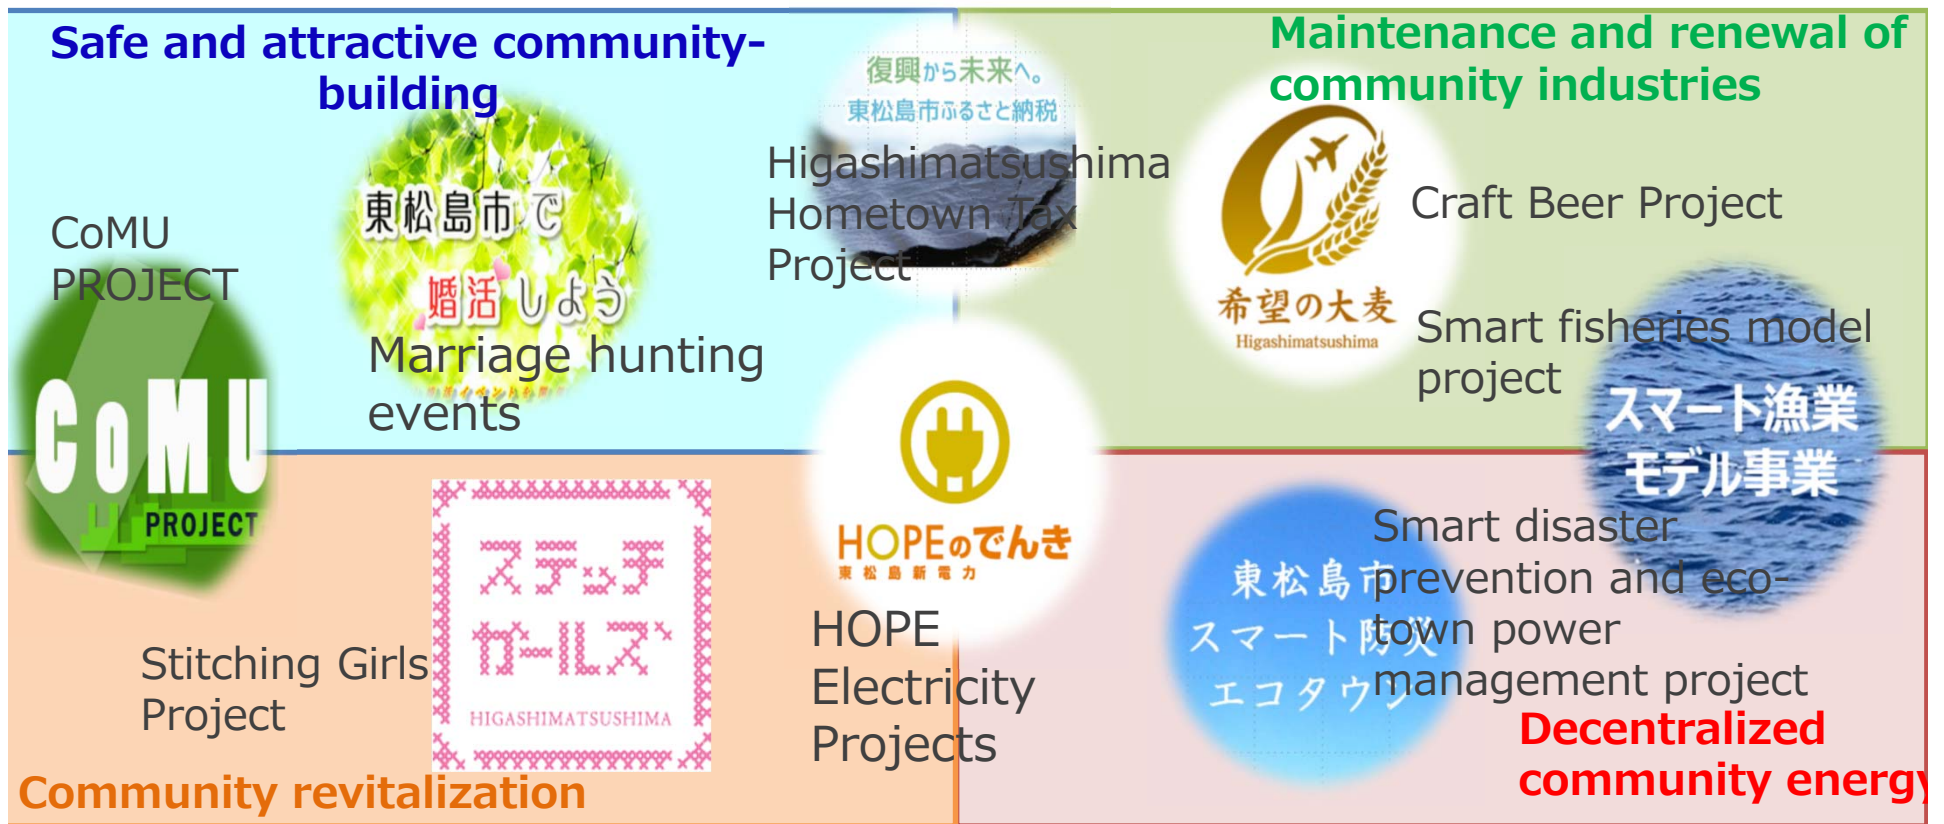 Safe and attractive community-
building
Maintenance and renewal of
community industries
復興から未来へ。
東松島市ふるさと納税
Higashimatsushima
Hometown Tax
Project
東松島市で
婚活しよう
Marriage hunting
events
CoMU
PROJECT
CoMU
PROJECT
希望の大麦
Higashimatsushima
Craft Beer Project
Smart fisheries model
project
スマート漁業
モデル事業
HOPEのでんき
東松島新電力
HOPE
Electricity
Projects
ステッチ
ガールズ
HIGASHIMATSUSHIMA
Stitching Girls
Project
Community revitalization
東松島市
スマート防災
エコタウン
Smart disaster
prevention and eco-
town power
management project
Decentralized
community energy